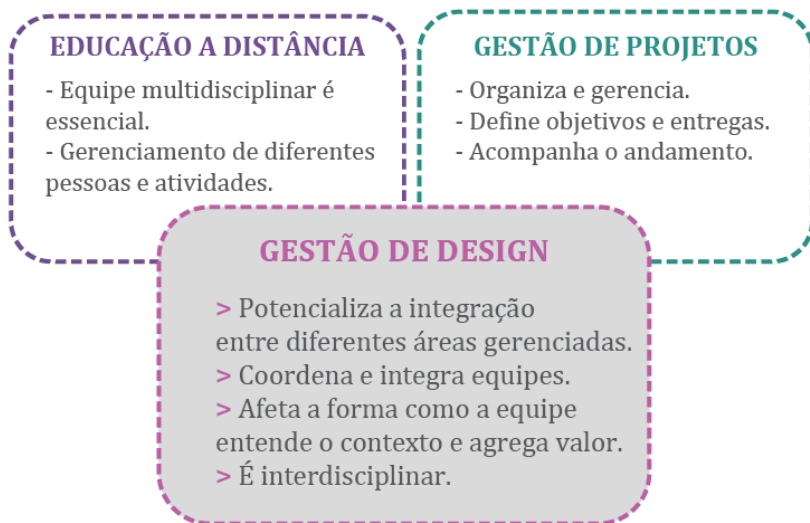 EDUCAÇÃO A DISTÂNCIA
- Equipe multidisciplinar é
essencial.
- Gerenciamento de diferentes
pessoas e atividades.
GESTÃO DE PROJETOS
- Organiza e gerencia.
- Define objetivos e entregas.
- Acompanha o andamento.
GESTÃO DE DESIGN
> Potencializa a integração
entre diferentes áreas gerenciadas.
> Coordena e integra equipes.
> Afeta a forma como a equipe
entende o contexto e agrega valor.
> É interdisciplinar.